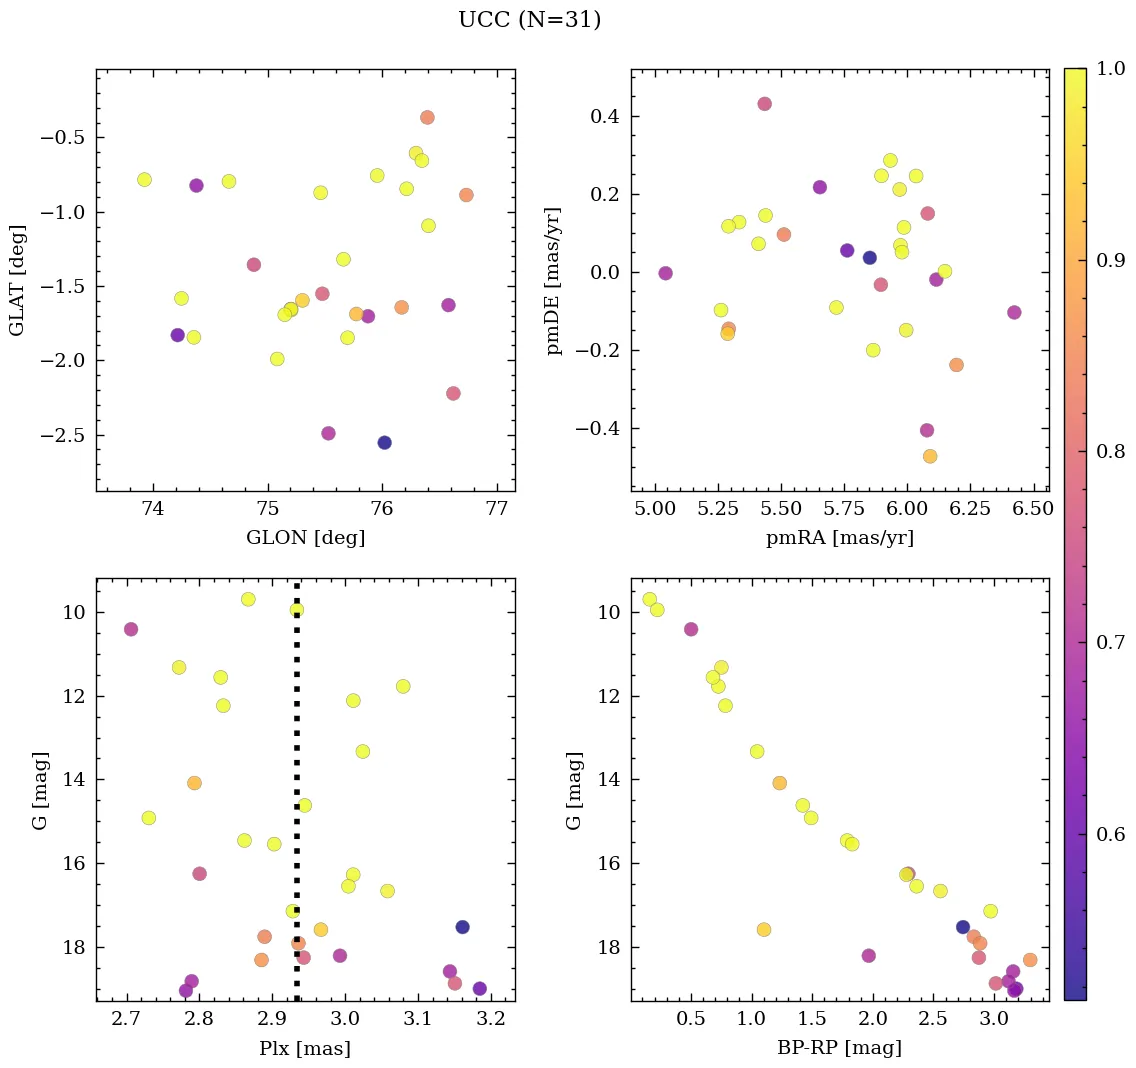 UCC (N=31)
−0.5
−1.0
−1.5
−2.0
−2.5
GLAT [deg]
74 75 76 77
GLON [deg]
0.4
0.2
0.0
−0.2
−0.4
pmDE [mas/yr]
5.00 5.25 5.50 5.75 6.00 6.25 6.50
pmRA [mas/yr]
10
12
14
16
18
G [mag]
2.7 2.8 2.9 3.0 3.1 3.2
Plx [mas]
10
12
14
16
18
G [mag]
0.5 1.0 1.5 2.0 2.5 3.0
BP-RP [mag]
1.0
0.9
0.8
0.7
0.6